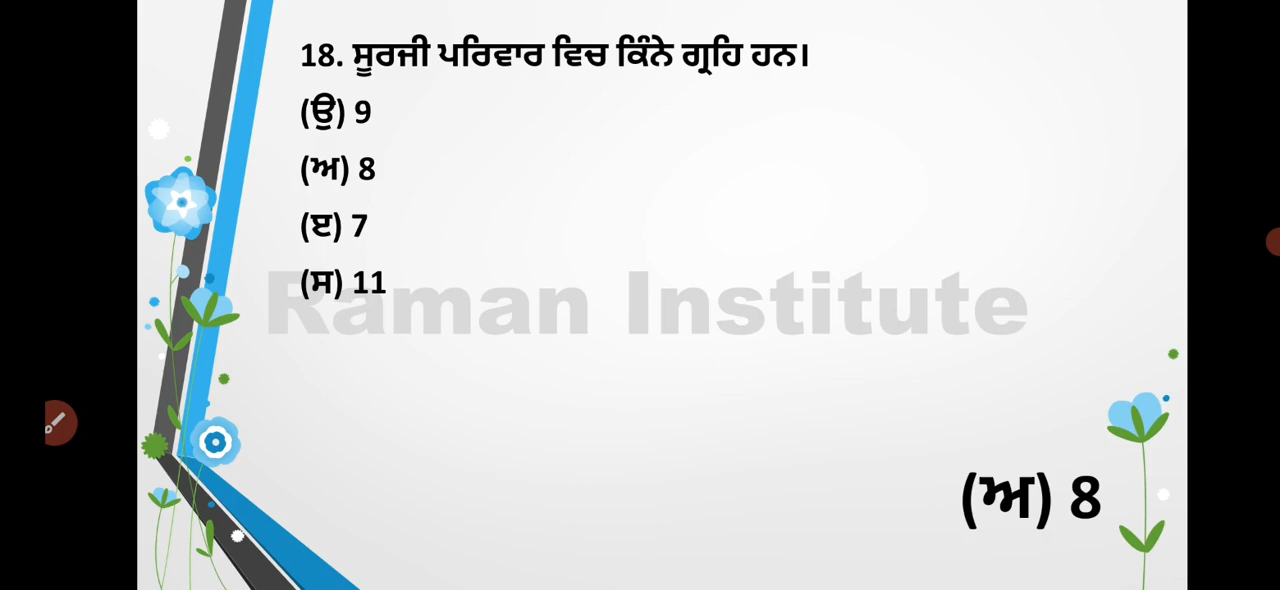 18. ਸੂਰਜੀ ਪਰਿਵਾਰ ਵਿਚ ਕਿੰਨੇ ਗ੍ਰਹਿ ਹਨ।
(ਉ) 9
(ਅ) 8
(ੲ) 7
(ਸ) 11
Raman Institute
(ਅ) 8